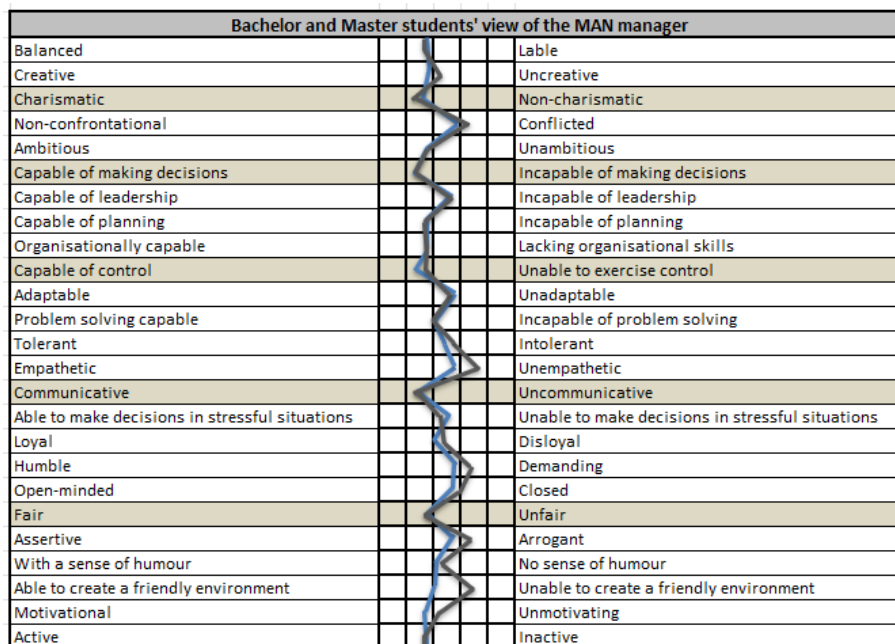 Bachelor and Master students' view of the MAN manager
Balanced Lable
Creative Uncreative
Charismatic Non-charismatic
Non-confrontational Conflicted
Ambitious Unambitious
Capable of making decisions Incapable of making decisions
Capable of leadership Incapable of leadership
Capable of planning Incapable of planning
Organisationally capable Lacking organisational skills
Capable of control Unable to exercise control
Adaptable Unadaptable
Problem solving capable Incapable of problem solving
Tolerant Intolerant
Empathetic Unempathetic
Communicative Uncommunicative
Able to make decisions in stressful situations Unable to make decisions in stressful situations
Loyal Disloyal
Humble Demanding
Open-minded Closed
Fair Unfair
Assertive Arrogant
With a sense of humour No sense of humour
Able to create a friendly environment Unable to create a friendly environment
Motivational Unmotivating
Active Inactive